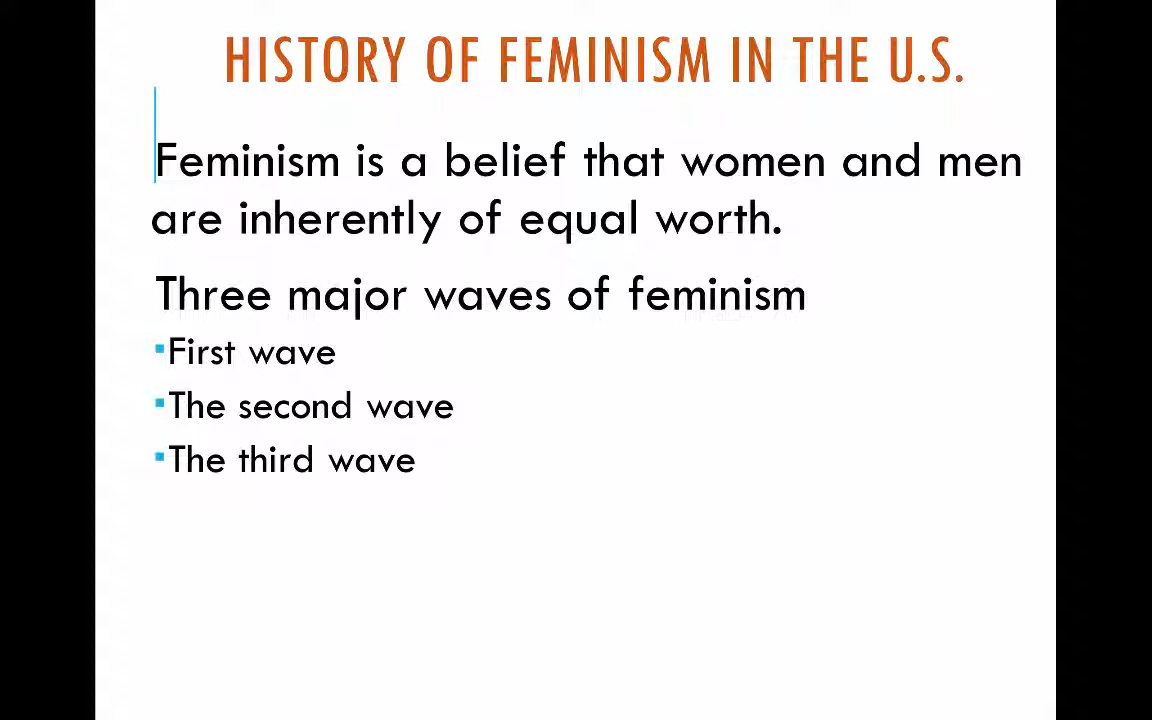 HISTORY OF FEMINISM IN THE U.S.
Feminism is a belief that women and men
are inherently of equal worth.
Three major waves of feminism
▪First wave
▪The second wave
▪The third wave